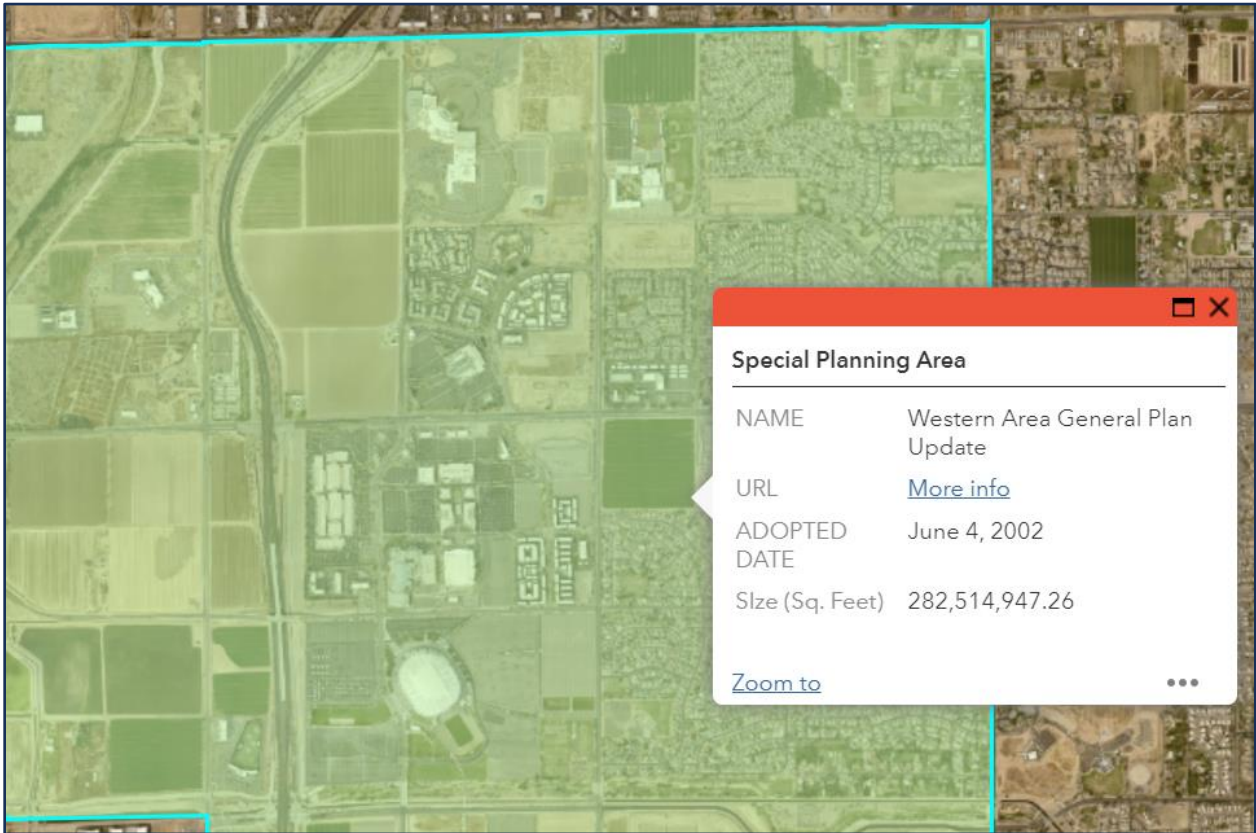 Special Planning Area
NAME Western Area General Plan
Update
URL More info
ADOPTED June 4, 2002
DATE
SIze (Sq. Feet) 282,514,947.26
Zoom to